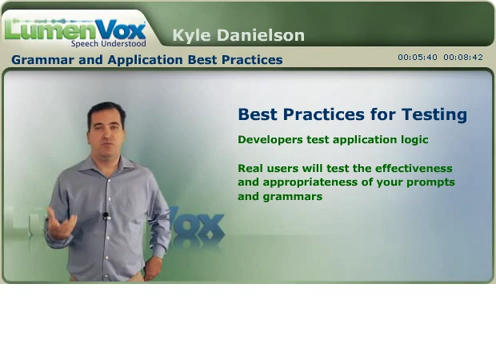 LumenVox®
Speech Understood
Kyle Danielson
Grammar and Application Best Practices
00:05:40 00:08:42
Best Practices for Testing
Developers test application logic
Real users will test the effectiveness
and appropriateness of your prompts
and grammars
Vox